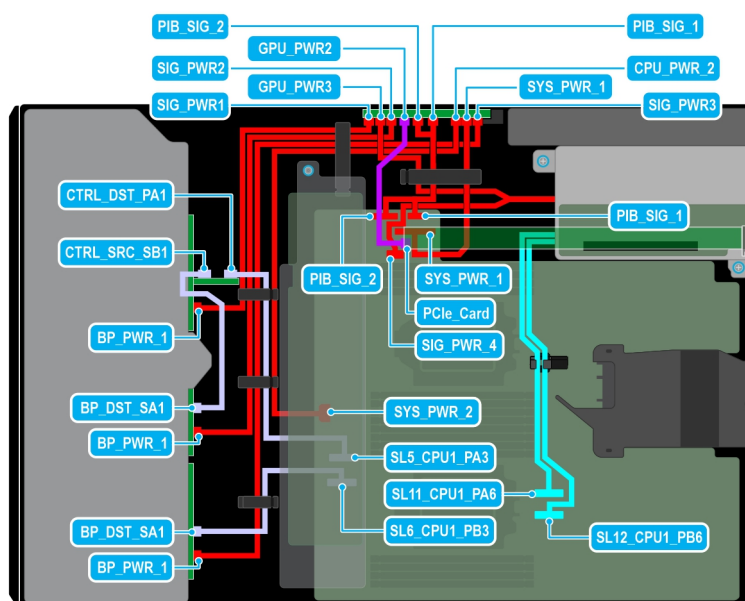 PIB_SIG_2
PIB_SIG_1
GPU_PWR2
SIG_PWR2
CPU_PWR_2
GPU_PWR3
SYS_PWR_1
SIG_PWR1
SIG_PWR3
CTRL_DST_PA1
PIB_SIG_1
CTRL_SRC_SB1
PIB_SIG_2
SYS_PWR_1
PCIe_Card
BP_PWR_1
SIG_PWR_4
BP_DST_SA1
SYS_PWR_2
BP_PWR_1
SL5_CPU1_PA3
SL11_CPU1_PA6
BP_DST_SA1
SL6_CPU1_PB3
SL12_CPU1_PB6
BP_PWR_1